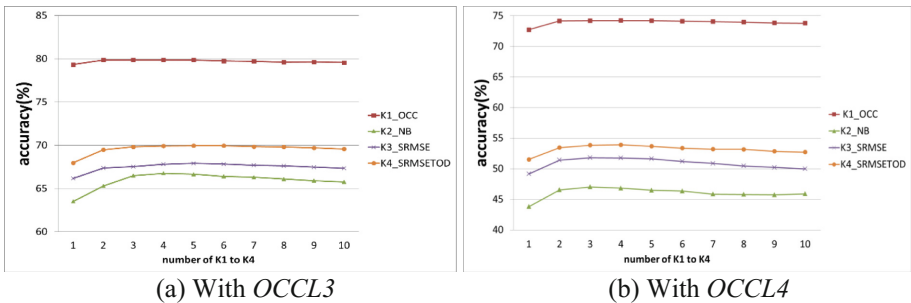 85
80
75
70
65
60
accuracy(%)
1 2 3 4 5 6 7 8 9 10
number of K1 to K4
K1_OCC
K2_NB
K3_SRMSE
K4_SRMSETOD
(a) With OCCL3
75
70
65
60
55
50
45
40
accuracy(%)
1 2 3 4 5 6 7 8 9 10
number of K1 to K4
K1_OCC
K2_NB
K3_SRMSE
K4_SRMSETOD
(b) With OCCL4